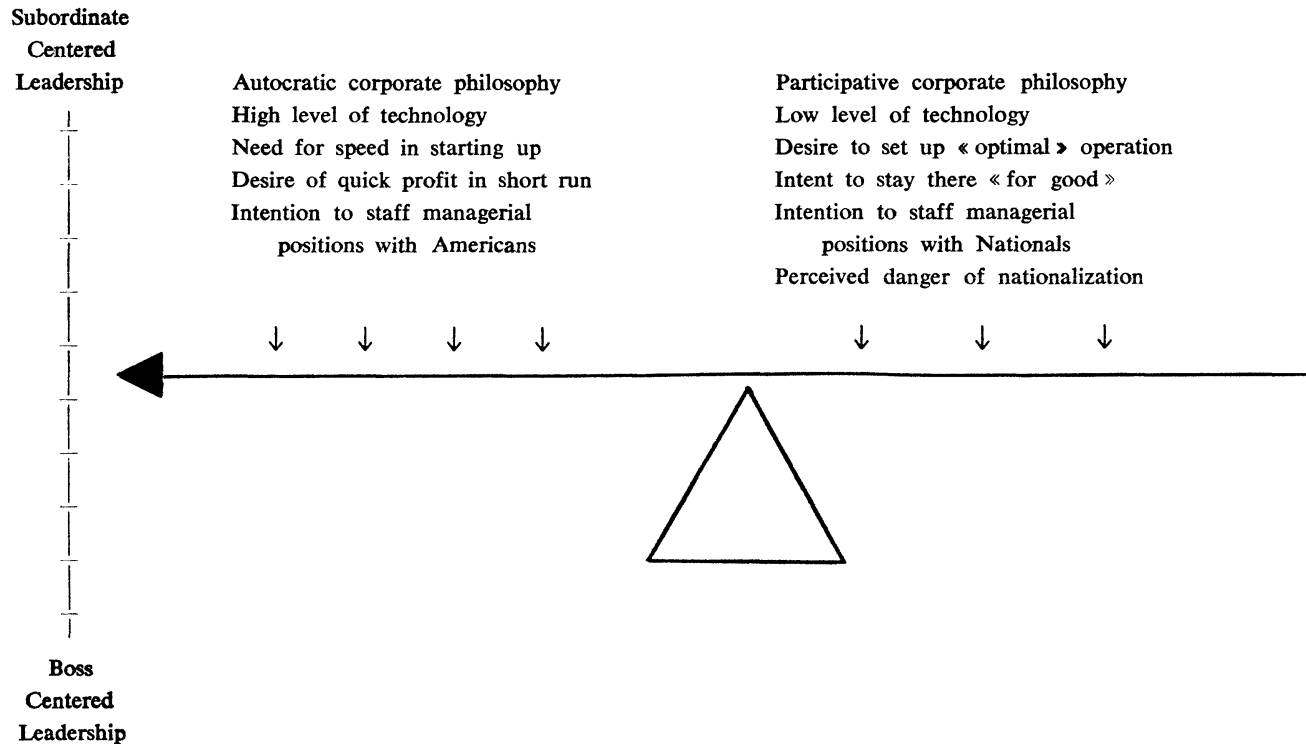 Subordinate
Centered
Leadership
Autocratic corporate philosophy
High level of technology
Need for speed in starting up
Desire of quick profit in short run
Intention to staff managerial
positions with Americans
Participative corporate philosophy
Low level of technology
Desire to set up « optimal » operation
Intent to stay there « for good »
Intention to staff managerial
positions with Nationals
Perceived danger of nationalization
Boss
Centered
Leadership